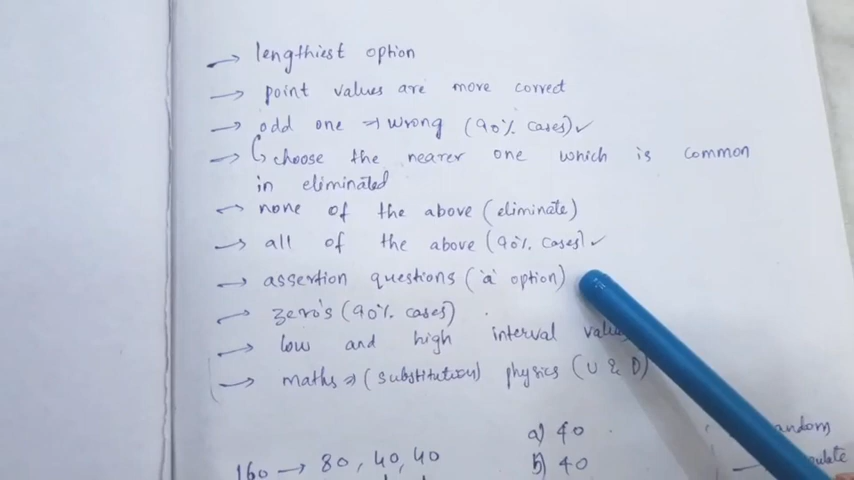 → lengthiest option
→ point values are more correct
→ odd one ⇒ wrong (90% cases) ✓
→ ↳ choose the nearer one which is common
in eliminated
→ none of the above (eliminate)
→ all of the above (90% cases) ✓
→ assertion questions ('a' option)
→ zero's (90% cases)
→ low and high interval
→ maths ⇒ (substitution) physics (U & D)
a) 40
160 → 80, 40, 40
b) 40